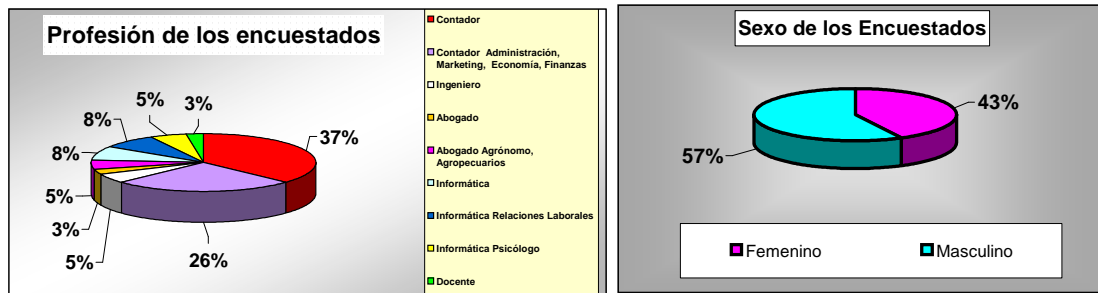 Profesión de los encuestados
5%
3%
8%
37%
8%
5%
3%
5%
26%
Contador
Contador Administración,
Marketing, Economía, Finanzas
Ingeniero
Abogado
Abogado Agrónomo,
Agropecuarios
Informática
Informática Relaciones Laborales
Informática Psicólogo
Docente
Sexo de los Encuestados
43%
57%
Femenino
Masculino